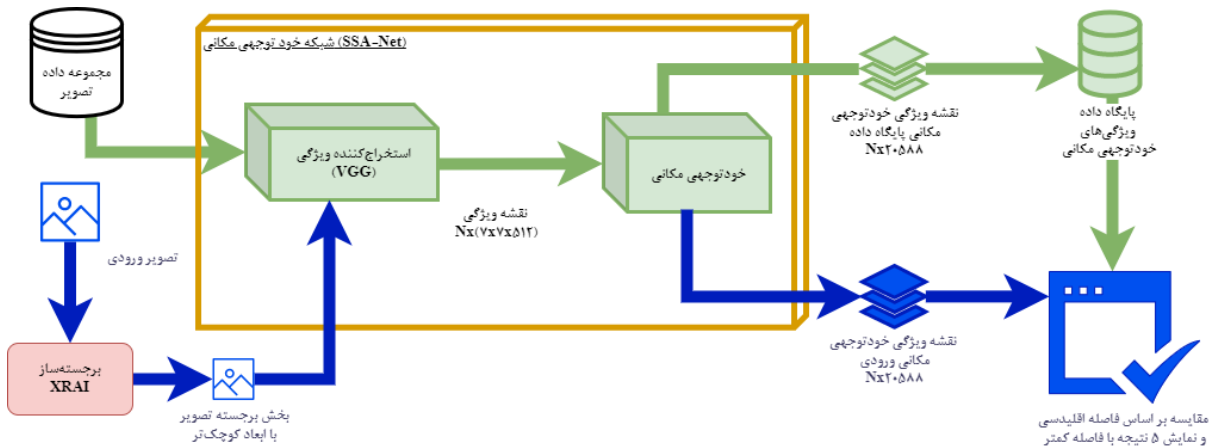 شبکه خود توجهی مکانی (SSA-Net)
مجموعه داده
تصویر
استخراج‌کننده ویژگی
(VGG)
نقشه ویژگی
Nx(۷x۷x۵۱۲)
خودتوجهی مکانی
نقشه ویژگی خودتوجهی
مکانی پایگاه داده
Nx۲۰۵۸۸
پایگاه داده
ویژگی‌های
خودتوجهی مکانی
تصویر ورودی
برجسته‌ساز
XRAI
بخش برجسته تصویر
با ابعاد کوچک‌تر
نقشه ویژگی خودتوجهی
مکانی ورودی
Nx۲۰۵۸۸
مقایسه بر اساس فاصله اقلیدسی
و نمایش ۵ نتیجه با فاصله کمتر